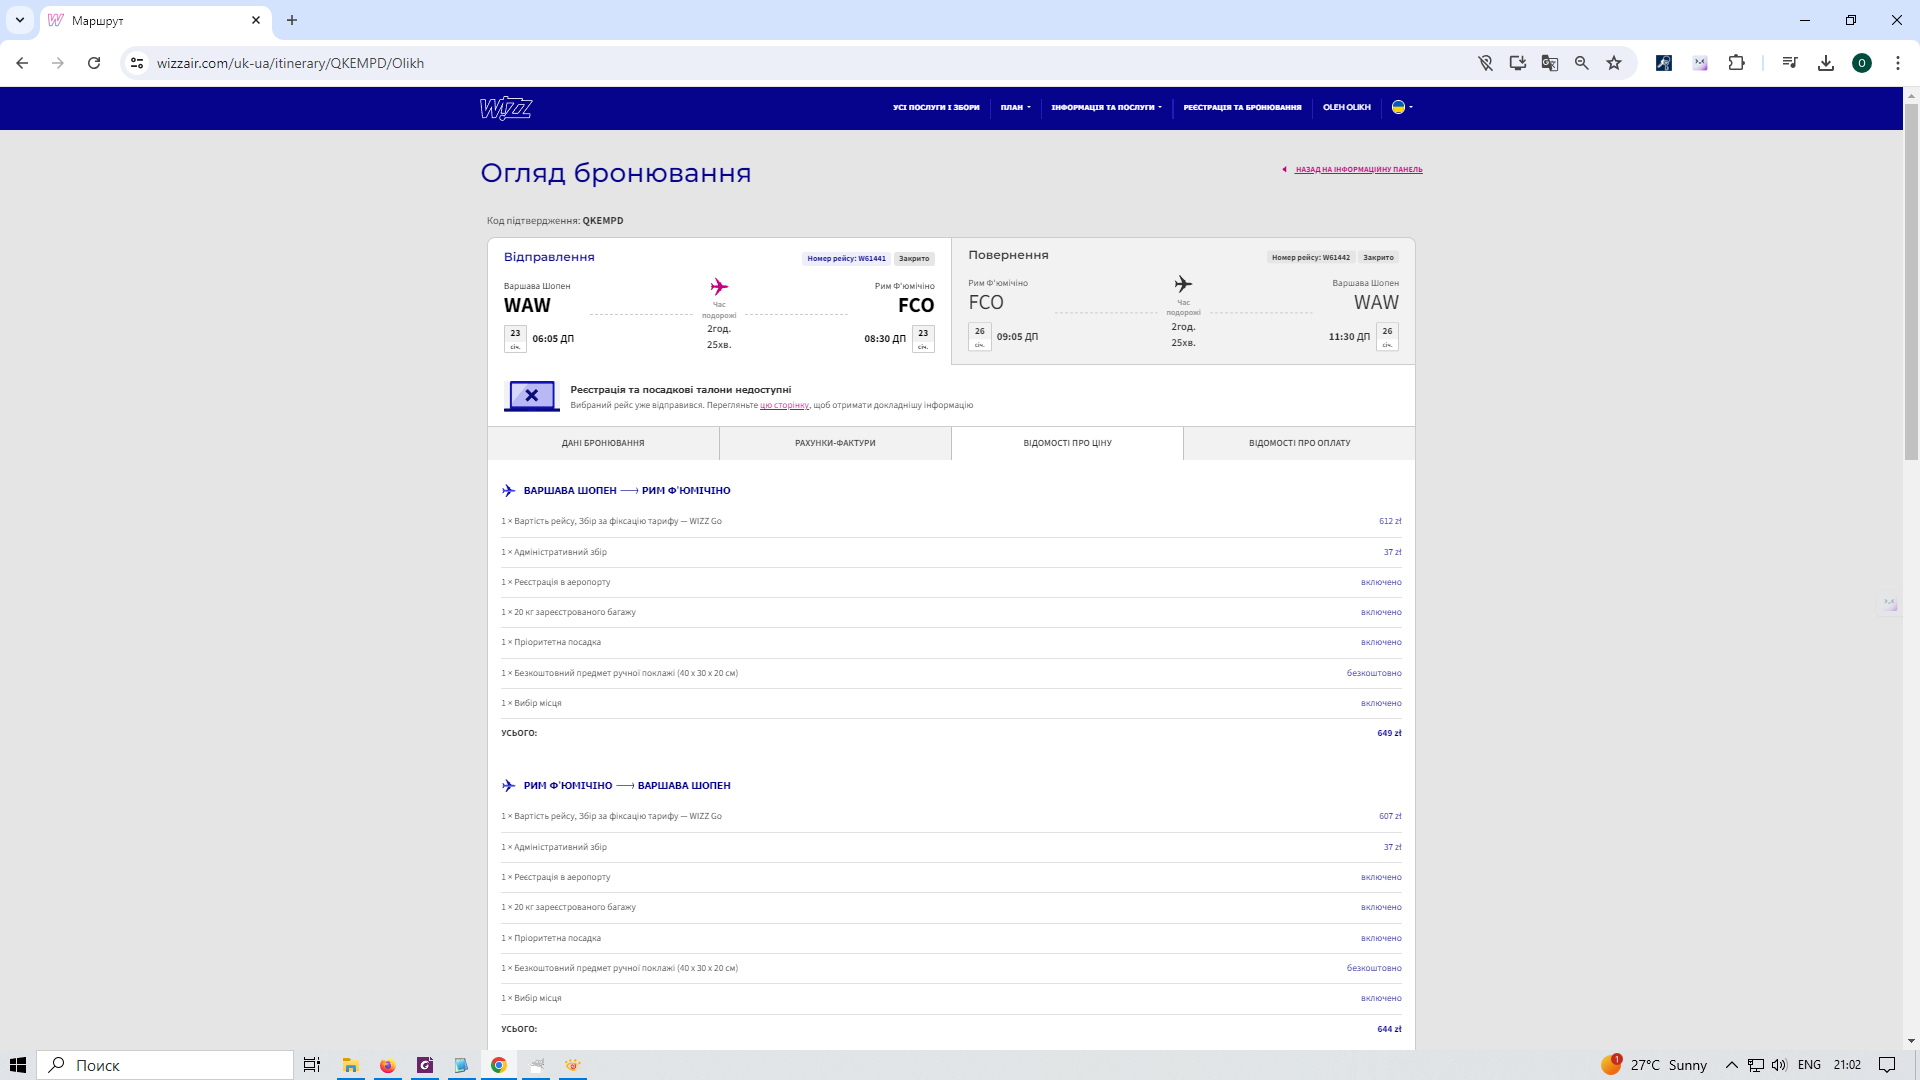 Маршрут
wizzair.com/uk-ua/itinerary/QKEMPD/Olikh
O
WIZZ
УСІ ПОСЛУГИ І ЗБОРИ
ПЛАН
ІНФОРМАЦІЯ ТА ПОСЛУГИ
РЕЄСТРАЦІЯ ТА БРОНЮВАННЯ
OLEH OLIKH
Огляд бронювання
НАЗАД НА ІНФОРМАЦІЙНУ ПАНЕЛЬ
Код підтвердження: QKEMPD
Відправлення
Номер рейсу: W61441
Закрито
Варшава Шопен
WAW
Час
подорожі
2год.
25хв.
Рим Ф'юмічіно
FCO
23
січ.
06:05 ДП
08:30 ДП
23
січ.
Повернення
Номер рейсу: W61442
Закрито
Рим Ф'юмічіно
FCO
Час
подорожі
2год.
25хв.
Варшава Шопен
WAW
26
січ.
09:05 ДП
11:30 ДП
26
січ.
Реєстрація та посадкові талони недоступні
Вибраний рейс уже відправився. Перегляньте цю сторінку, щоб отримати докладнішу інформацію
ДАНІ БРОНЮВАННЯ
РАХУНКИ-ФАКТУРИ
ВІДОМОСТІ ПРО ЦІНУ
ВІДОМОСТІ ПРО ОПЛАТУ
ВАРШАВА ШОПЕН ⟶ РИМ Ф'ЮМІЧІНО
1 × Вартість рейсу, Збір за фіксацію тарифу — WIZZ Go 612 zł
1 × Адміністративний збір 37 zł
1 × Реєстрація в аеропорту включено
1 × 20 кг зареєстрованого багажу включено
1 × Пріоритетна посадка включено
1 × Безкоштовний предмет ручної поклажі (40 x 30 x 20 см) безкоштовно
1 × Вибір місця включено
УСЬОГО: 649 zł
РИМ Ф'ЮМІЧІНО ⟶ ВАРШАВА ШОПЕН
1 × Вартість рейсу, Збір за фіксацію тарифу — WIZZ Go 607 zł
1 × Адміністративний збір 37 zł
1 × Реєстрація в аеропорту включено
1 × 20 кг зареєстрованого багажу включено
1 × Пріоритетна посадка включено
1 × Безкоштовний предмет ручної поклажі (40 x 30 x 20 см) безкоштовно
1 × Вибір місця включено
УСЬОГО: 644 zł
Поиск
1
27°C Sunny
ENG
21:02